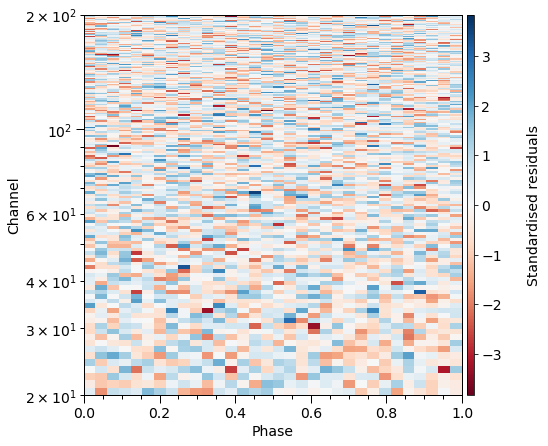 2 × 10²
10²
6 × 10¹
4 × 10¹
3 × 10¹
2 × 10¹
Channel
0.0 0.2 0.4 0.6 0.8 1.0
Phase
3
2
1
0
−1
−2
−3
Standardised residuals